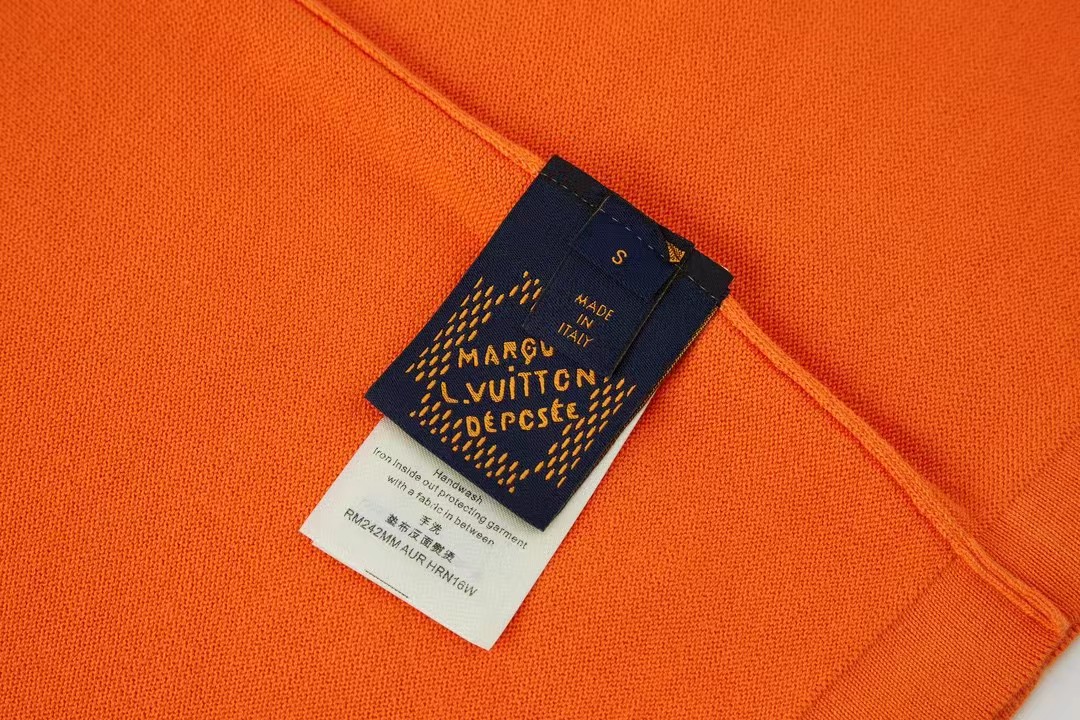 S
MADE
IN
ITALY
MARQU
L.VUITTON
DÉPOSÉE
Handwash
Iron inside out protecting garment
with a fabric in between.
手洗
垫布反面熨烫
RM242MM AUR HRN16W